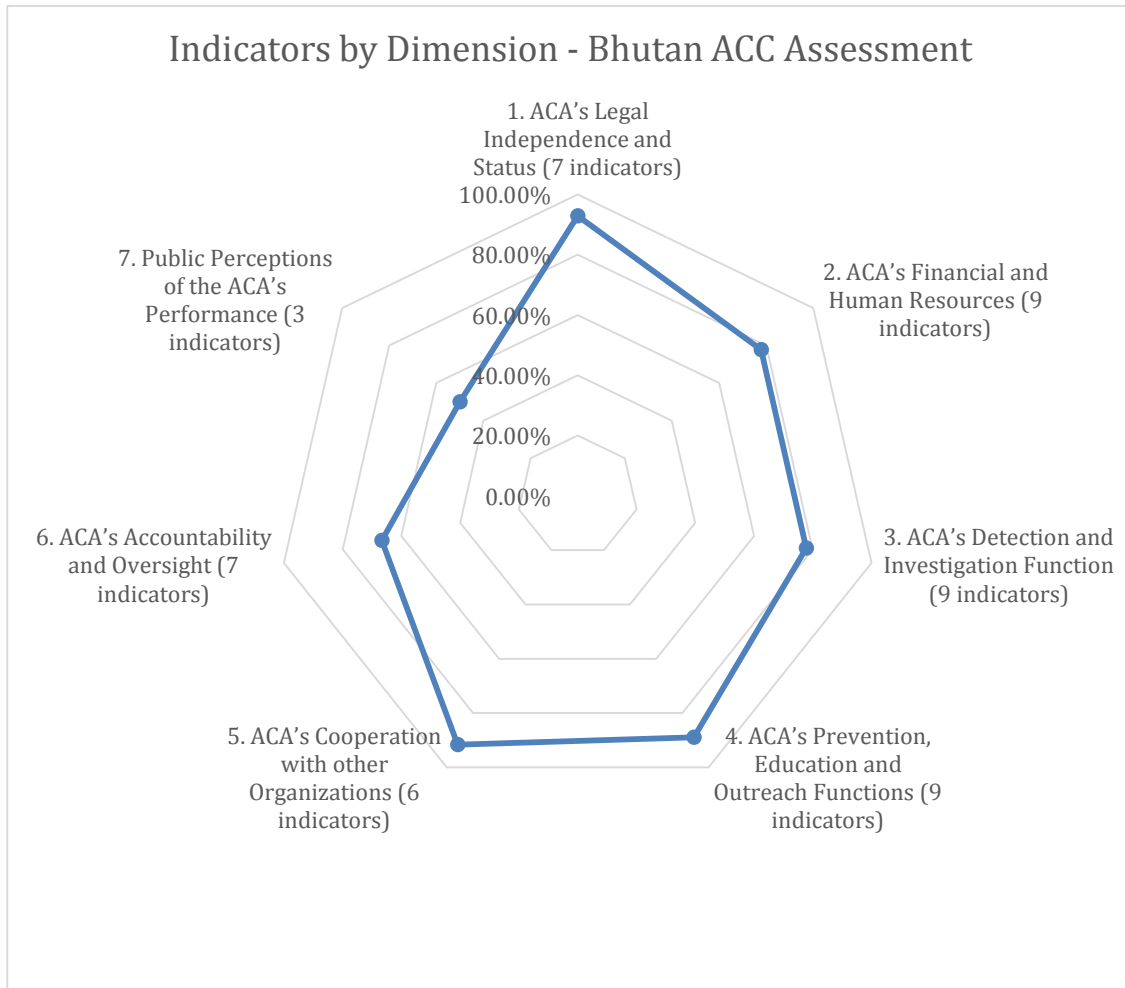 Indicators by Dimension - Bhutan ACC Assessment
1. ACA’s Legal
Independence and
Status (7 indicators)
100.00%
80.00%
60.00%
40.00%
20.00%
0.00%
2. ACA’s Financial and
Human Resources (9
indicators)
3. ACA’s Detection and
Investigation Function
(9 indicators)
4. ACA’s Prevention,
Education and
Outreach Functions (9
indicators)
5. ACA’s Cooperation
with other
Organizations (6
indicators)
6. ACA’s Accountability
and Oversight (7
indicators)
7. Public Perceptions
of the ACA’s
Performance (3
indicators)